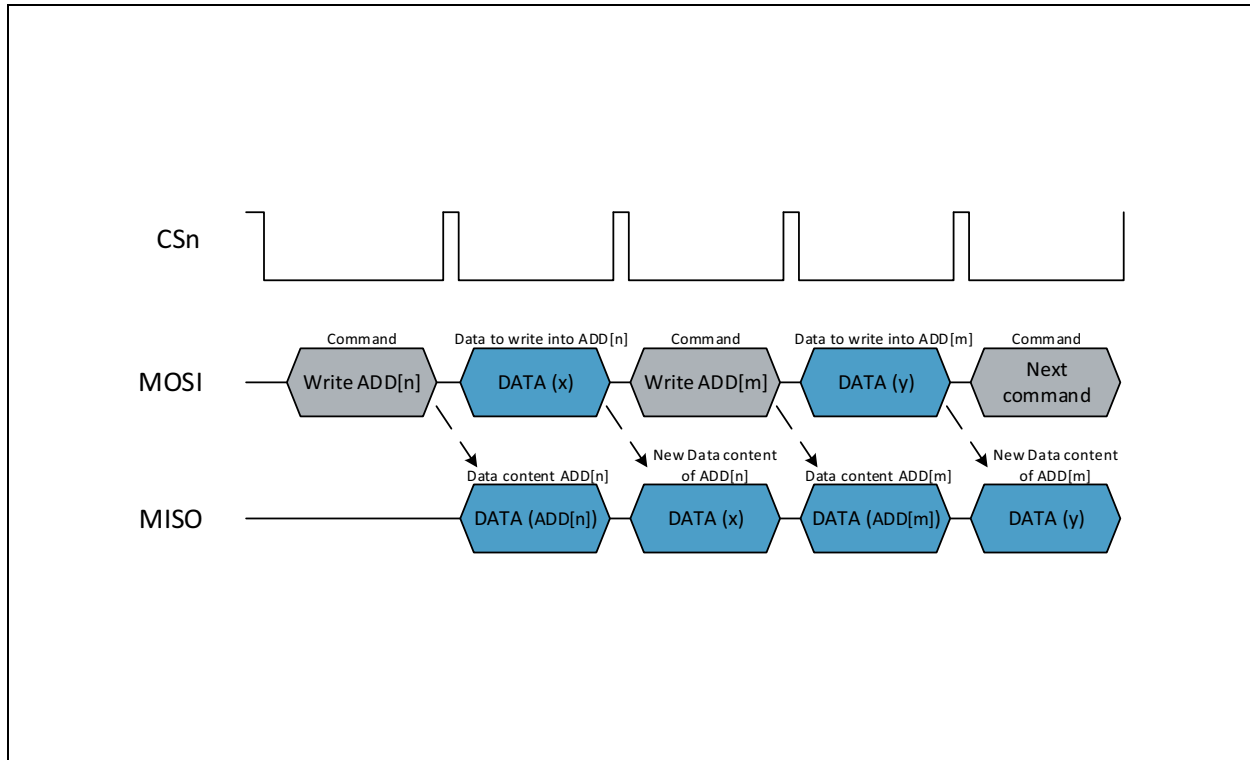 CSn
Command
Data to write into ADD[n]
Command
Data to write into ADD[m]
Command
MOSI
Write ADD[n]
DATA (x)
Write ADD[m]
DATA (y)
Next
command
Data content ADD[n]
New Data content
of ADD[n]
Data content ADD[m]
New Data content
of ADD[m]
MISO
DATA (ADD[n])
DATA (x)
DATA (ADD[m])
DATA (y)